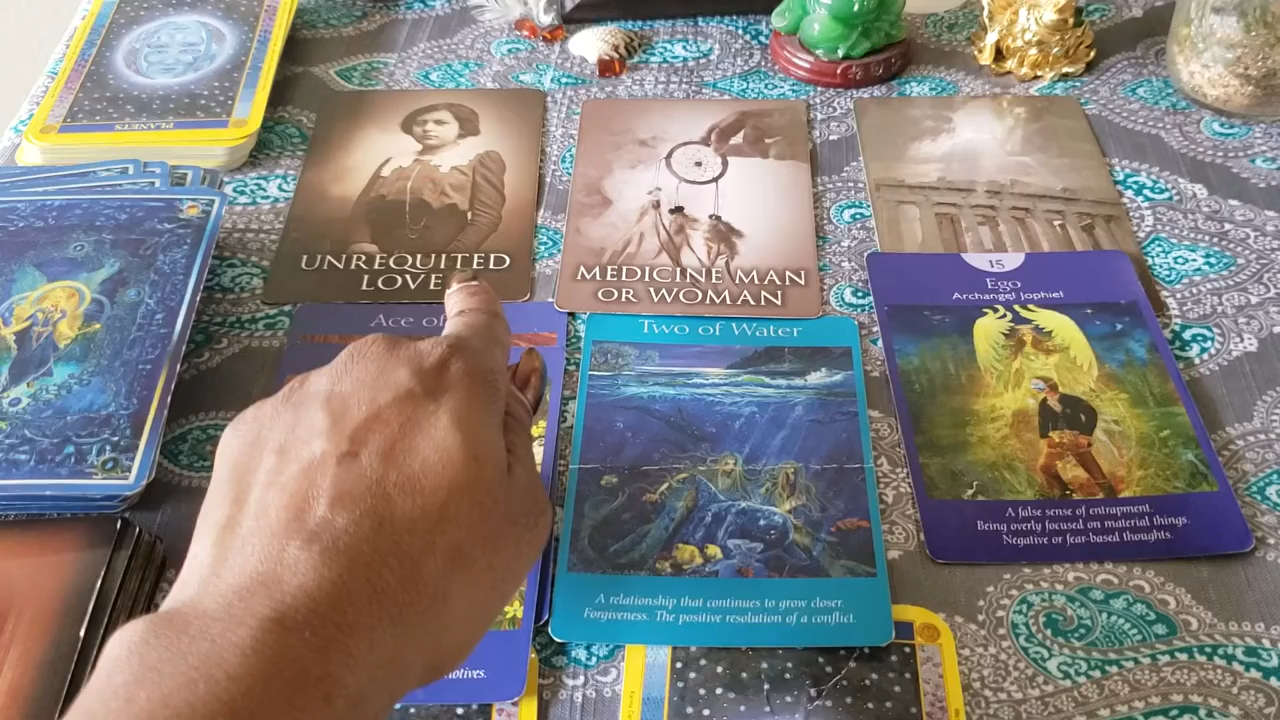 PLANETS
UNREQUITED
LOVE
MEDICINE MAN
OR WOMAN
15
Ego
Archangel Jophiel
A false sense of entrapment.
Being overly focused on material things.
Negative or fear-based thoughts.
Ace of
Two of Water
A relationship that continues to grow closer.
Forgiveness. The positive resolution of a conflict.